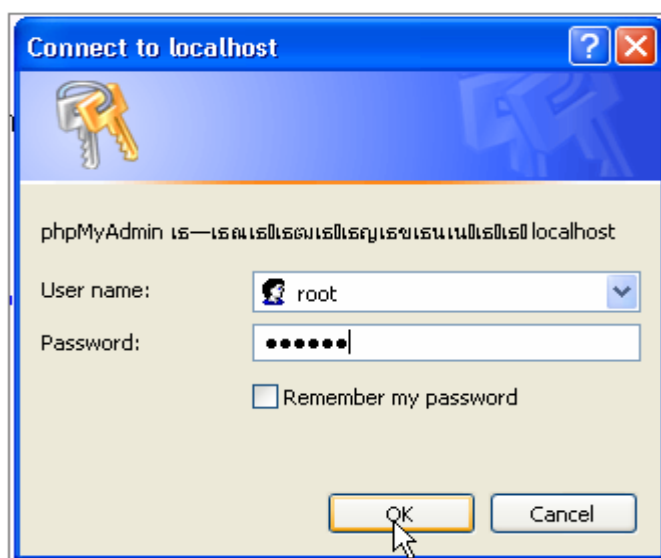 Connect to localhost
phpMyAdmin localhost
User name:
root
Password:
••••••
Remember my password
OK
Cancel